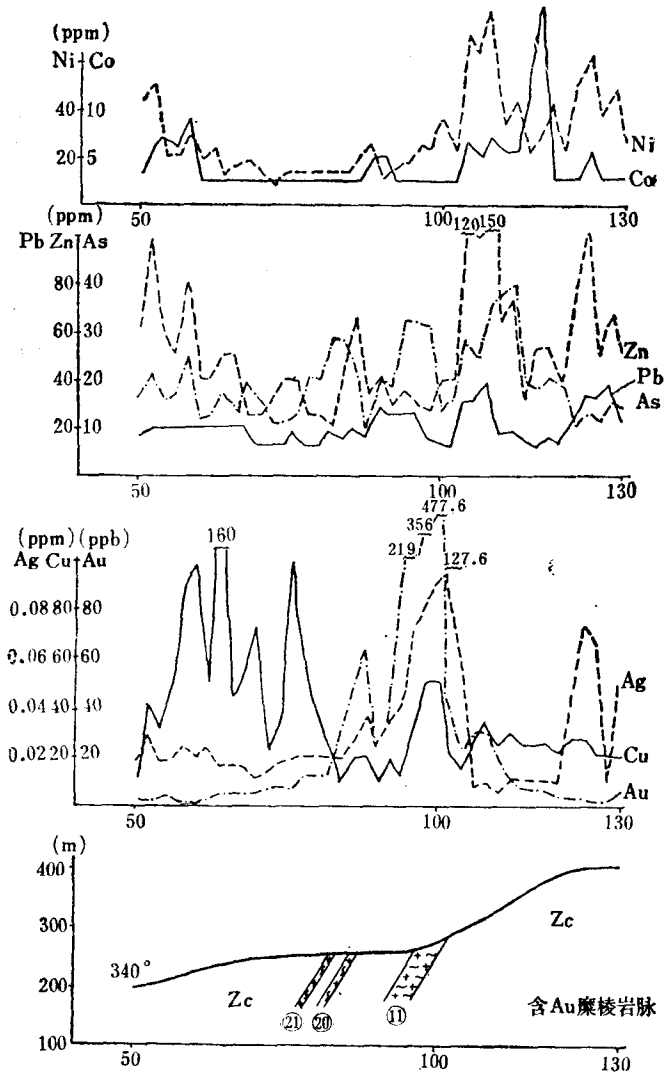 (ppm)
Ni Co
40 10
20 5
Ni
Co
50 100 130
(ppm)
Pb Zn As
120 150
80 40
60 30
40 20
20 10
Zn
Pb
As
50 100 130
(ppm) (ppb)
Ag Cu Au
160
477.6
356
219
127.6
0.08 80 80
0.06 60 60
0.04 40 40
0.02 20 20
Ag
Cu
Au
50 100 130
(m)
400
300
200
100
340°
Zc
Zc
㉑ ⑳ ⑪
含Au糜棱岩脉
50 100 130